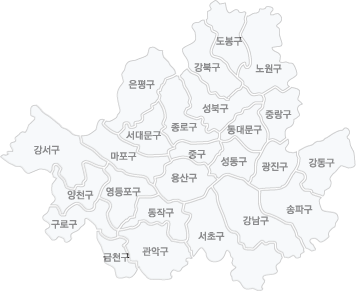 도봉구
강북구
노원구
은평구
성북구
중랑구
종로구
동대문구
서대문구
강서구
마포구
중구
성동구
광진구
강동구
용산구
양천구
영등포구
동작구
송파구
강남구
구로구
서초구
금천구
관악구